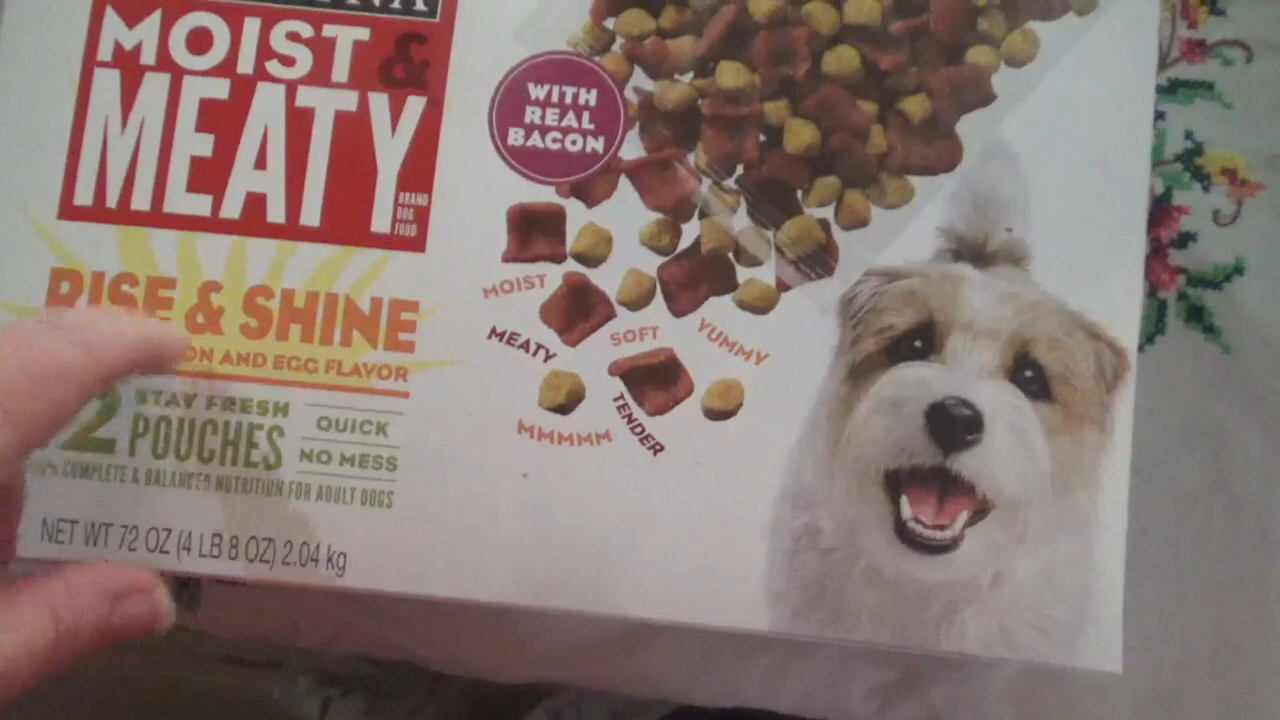 MOIST &
MEATY
BRAND
DOG
FOOD
WITH
REAL
BACON
RISE & SHINE
AND EGG FLAVOR
STAY FRESH
POUCHES
QUICK
NO MESS
COMPLETE & BALANCED NUTRITION FOR ADULT DOGS
NET WT 72 OZ (4 LB 8 OZ) 2.04 kg
MOIST
MEATY
SOFT
YUMMY
TENDER
MMMMM